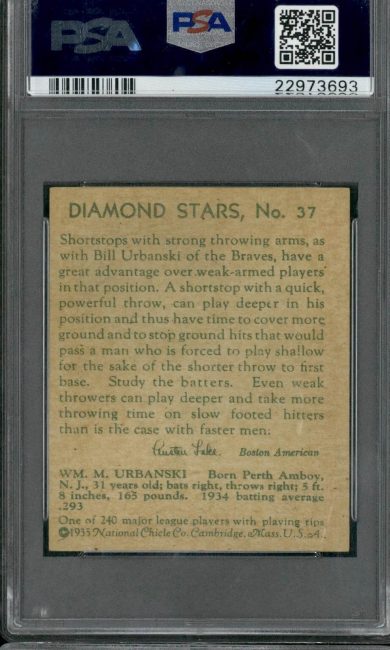 PSA
PSA
22973693
DIAMOND STARS, No. 37
Shortstops with strong throwing arms, as
with Bill Urbanski of the Braves, have a
great advantage over weak-armed players
in that position. A shortstop with a quick,
powerful throw, can play deeper in his
position and thus have time to cover more
ground and to stop ground hits that would
pass a man who is forced to play shallow
for the sake of the shorter throw to first
base. Study the batters. Even weak
throwers can play deeper and take more
throwing time on slow footed hitters
than is the case with faster men.
Austen Lake Boston American
WM. M. URBANSKI Born Perth Amboy,
N. J., 31 years old; bats right, throws right; 5 ft.
8 inches, 165 pounds. 1934 batting average
.293
One of 240 major league players with playing tips
©1935 National Chicle Co. Cambridge, Mass. U.S.A.